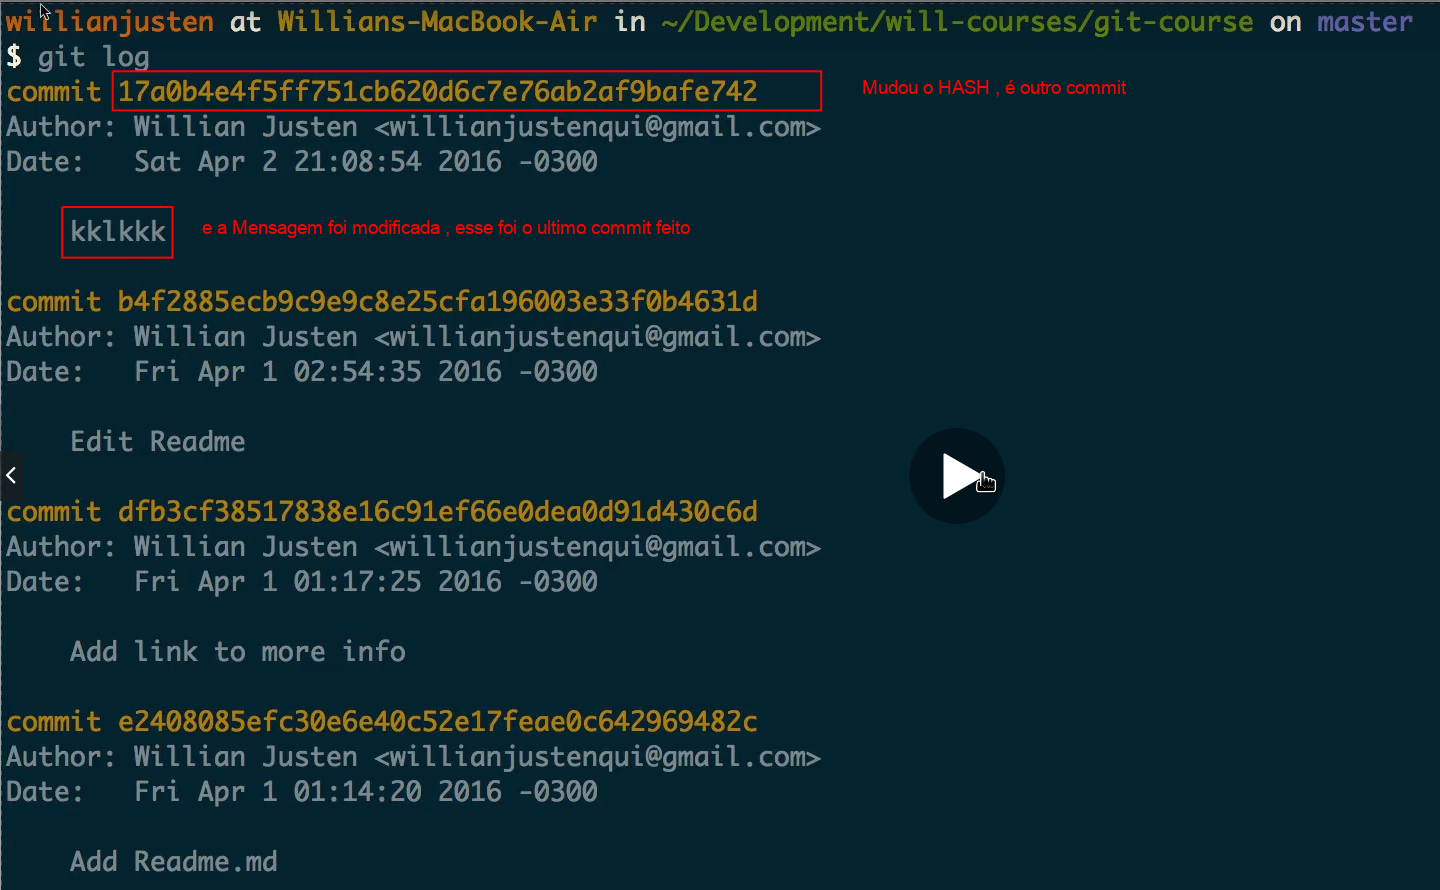 willianjusten at Willians-MacBook-Air in ~/Development/will-courses/git-course on master
$ git log
commit 17a0b4e4f5ff751cb620d6c7e76ab2af9bafe742 Mudou o HASH , é outro commit
Author: Willian Justen <willianjustenqui@gmail.com>
Date:   Sat Apr 2 21:08:54 2016 -0300
kklkkk e a Mensagem foi modificada , esse foi o ultimo commit feito
commit b4f2885ecb9c9e9c8e25cfa196003e33f0b4631d
Author: Willian Justen <willianjustenqui@gmail.com>
Date:   Fri Apr 1 02:54:35 2016 -0300
Edit Readme
commit dfb3cf38517838e16c91ef66e0dea0d91d430c6d
Author: Willian Justen <willianjustenqui@gmail.com>
Date:   Fri Apr 1 01:17:25 2016 -0300
Add link to more info
commit e2408085efc30e6e40c52e17feae0c642969482c
Author: Willian Justen <willianjustenqui@gmail.com>
Date:   Fri Apr 1 01:14:20 2016 -0300
Add Readme.md